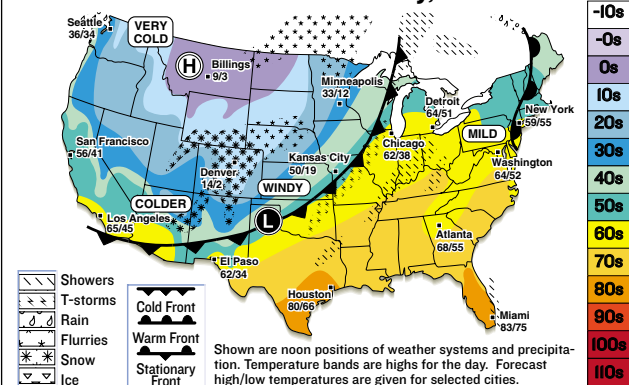 Seattle
36/34
VERY
COLD
H
Billings
9/3
Minneapolis
33/12
Detroit
64/51
New York
59/55
San Francisco
56/41
Denver
14/2
Kansas City
50/19
Chicago
62/38
MILD
Washington
64/52
COLDER
WINDY
Los Angeles
65/45
L
El Paso
62/34
Atlanta
68/55
Houston
80/66
Miami
83/75
Showers
T-storms
Rain
Flurries
Snow
Ice
Cold Front
Warm Front
Stationary
Front
Shown are noon positions of weather systems and precipita-
tion. Temperature bands are highs for the day. Forecast
high/low temperatures are given for selected cities.
-10s
-0s
0s
10s
20s
30s
40s
50s
60s
70s
80s
90s
100s
110s